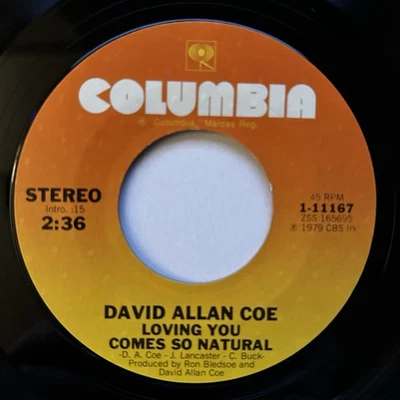 COLUMBIA
® Columbia, Marcas Reg.
STEREO
Intro. :15
2:36
45 RPM
1-11167
ZSS 165695
℗ 1979 CBS In
DAVID ALLAN COE
LOVING YOU
COMES SO NATURAL
-D. A. Coe - J. Lancaster - C. Buck-
Produced by Ron Bledsoe and
David Allan Coe